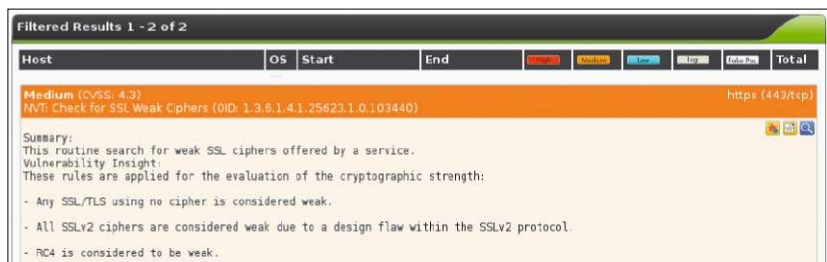 Filtered Results 1 - 2 of 2
Host OS Start End High Medium Low Log False Pos. Total
Medium (CVSS: 4.3)
NVT: Check for SSL Weak Ciphers (OID: 1.3.6.1.4.1.25623.1.0.103440)
https (443/tcp)
Summary:
This routine search for weak SSL ciphers offered by a service.
Vulnerability Insight:
These rules are applied for the evaluation of the cryptographic strength:
- Any SSL/TLS using no cipher is considered weak.
- All SSLv2 ciphers are considered weak due to a design flaw within the SSLv2 protocol.
- RC4 is considered to be weak.